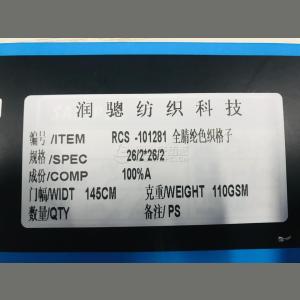 润骢纺织科技
编号/ITEM RCS -101281 全腈纶色织格子
规格/SPEC 26/2*26/2
成份/COMP 100%A
门幅/WIDT 145CM 克重/WEIGHT 110GSM
数量/QTY 备注/PS